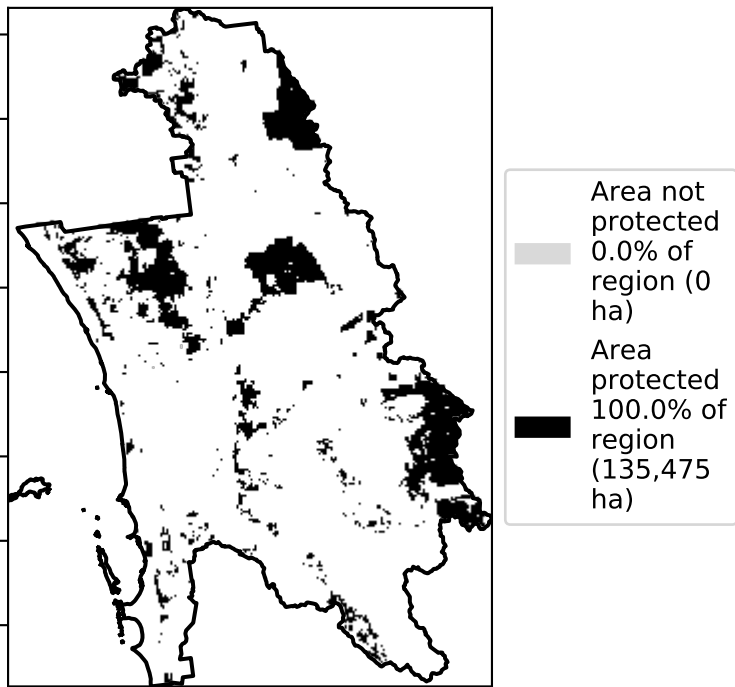 Area not
protected
0.0% of
region (0
ha)
Area
protected
100.0% of
region
(135,475
ha)